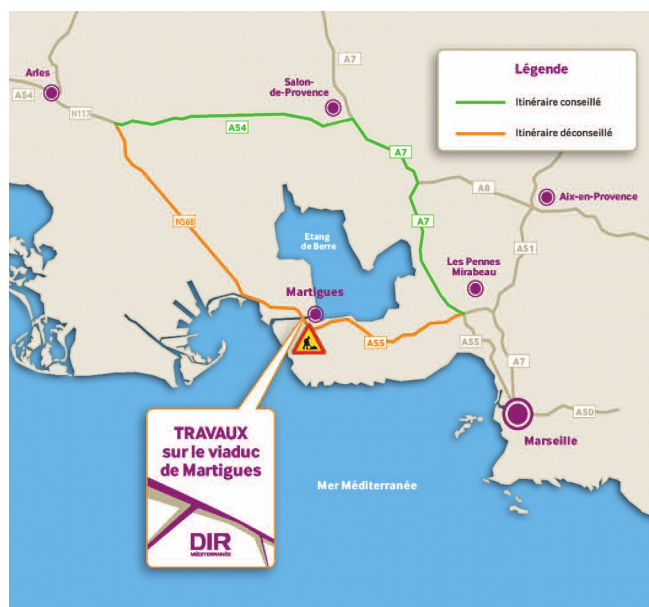 A7
Légende
Itinéraire conseillé
Itinéraire déconseillé
Arles
A54
N113
Salon-
de-Provence
A54
A7
A8
Aix-en-Provence
A7
A51
N568
Etang
de Berre
Les Pennes
Mirabeau
Martigues
A55
A55
A7
A50
Marseille
TRAVAUX
sur le viaduc
de Martigues
DIR
MÉDITERRANÉE
Mer Méditerranée